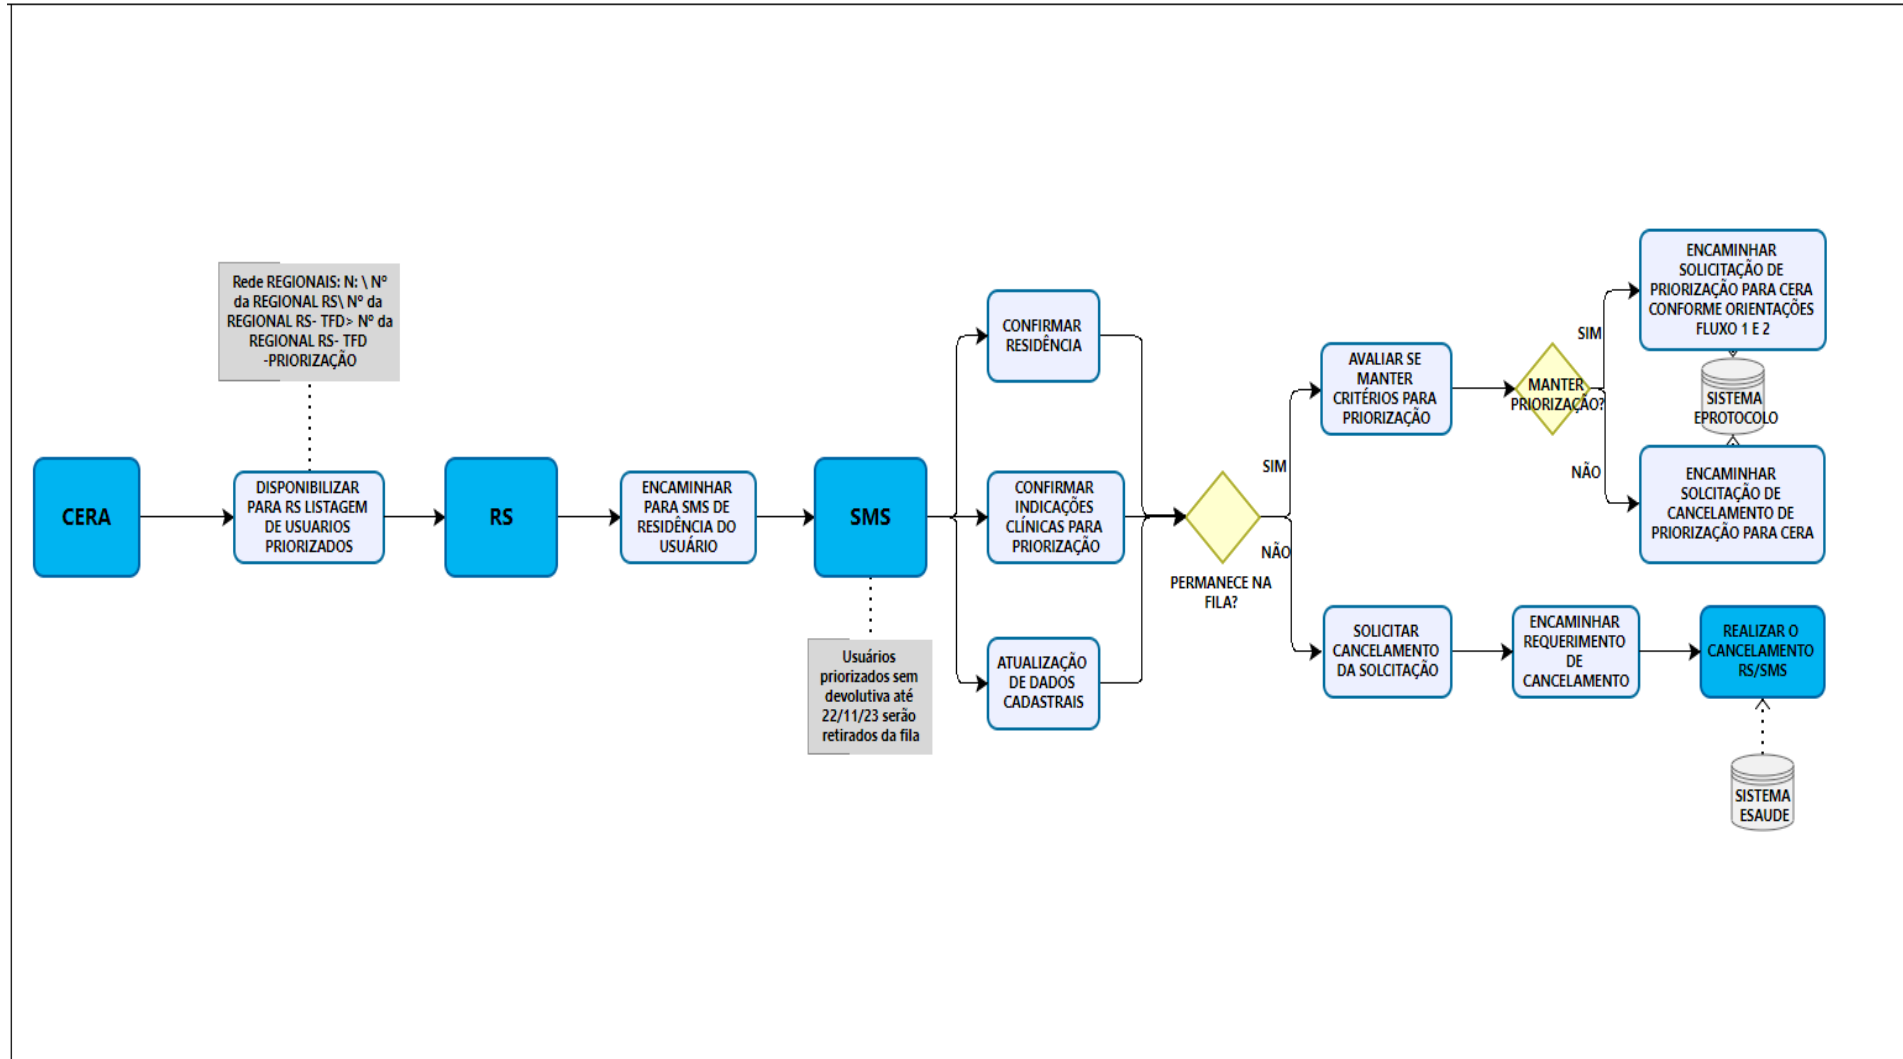 Rede REGIONAIS: N: \ Nº
da REGIONAL RS\ Nº da
REGIONAL RS- TFD> Nº da
REGIONAL RS- TFD
-PRIORIZAÇÃO
CERA
DISPONIBILIZAR
PARA RS LISTAGEM
DE USUARIOS
PRIORIZADOS
RS
ENCAMINHAR
PARA SMS DE
RESIDÊNCIA DO
USUÁRIO
SMS
Usuários
priorizados sem
devolutiva até
22/11/23 serão
retirados da fila
CONFIRMAR
RESIDÊNCIA
CONFIRMAR
INDICAÇÕES
CLÍNICAS PARA
PRIORIZAÇÃO
ATUALIZAÇÃO
DE DADOS
CADASTRAIS
PERMANECE NA
FILA?
SIM
AVALIAR SE
MANTER
CRITÉRIOS PARA
PRIORIZAÇÃO
MANTER
PRIORIZAÇÃO?
SIM
ENCAMINHAR
SOLICITAÇÃO DE
PRIORIZAÇÃO PARA CERA
CONFORME ORIENTAÇÕES
FLUXO 1 E 2
SISTEMA
EPROTOCOLO
NÃO
ENCAMINHAR
SOLCITAÇÃO DE
CANCELAMENTO DE
PRIORIZAÇÃO PARA CERA
NÃO
SOLICITAR
CANCELAMENTO
DA SOLCITAÇÃO
ENCAMINHAR
REQUERIMENTO
DE
CANCELAMENTO
REALIZAR O
CANCELAMENTO
RS/SMS
SISTEMA
ESAUDE